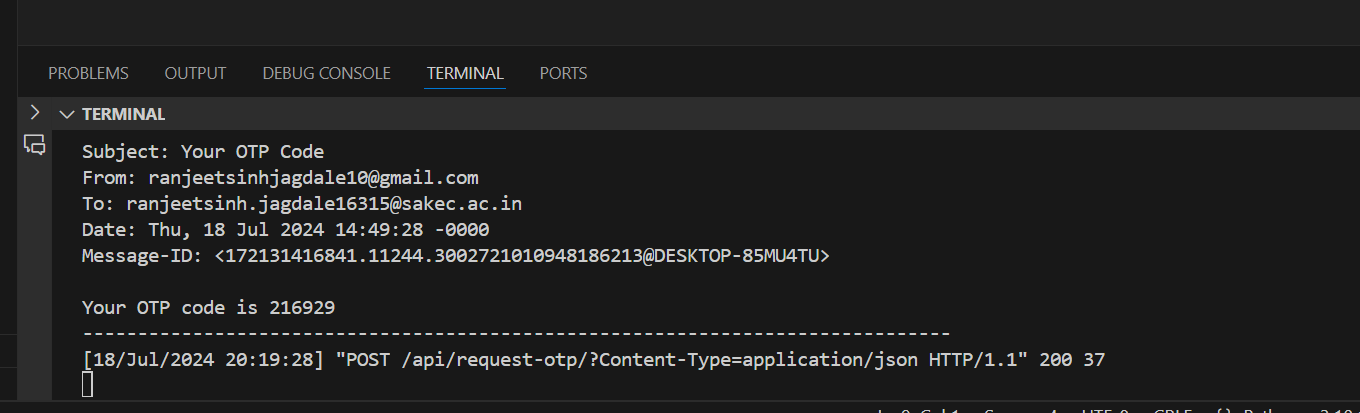 PROBLEMS OUTPUT DEBUG CONSOLE TERMINAL PORTS
TERMINAL
Subject: Your OTP Code
From: ranjeetsinhjagdale10@gmail.com
To: ranjeetsinh.jagdale16315@sakec.ac.in
Date: Thu, 18 Jul 2024 14:49:28 -0000
Message-ID: <172131416841.11244.3002721010948186213@DESKTOP-85MU4TU>
Your OTP code is 216929
-------------------------------------------------------------------------------
[18/Jul/2024 20:19:28] "POST /api/request-otp/?Content-Type=application/json HTTP/1.1" 200 37